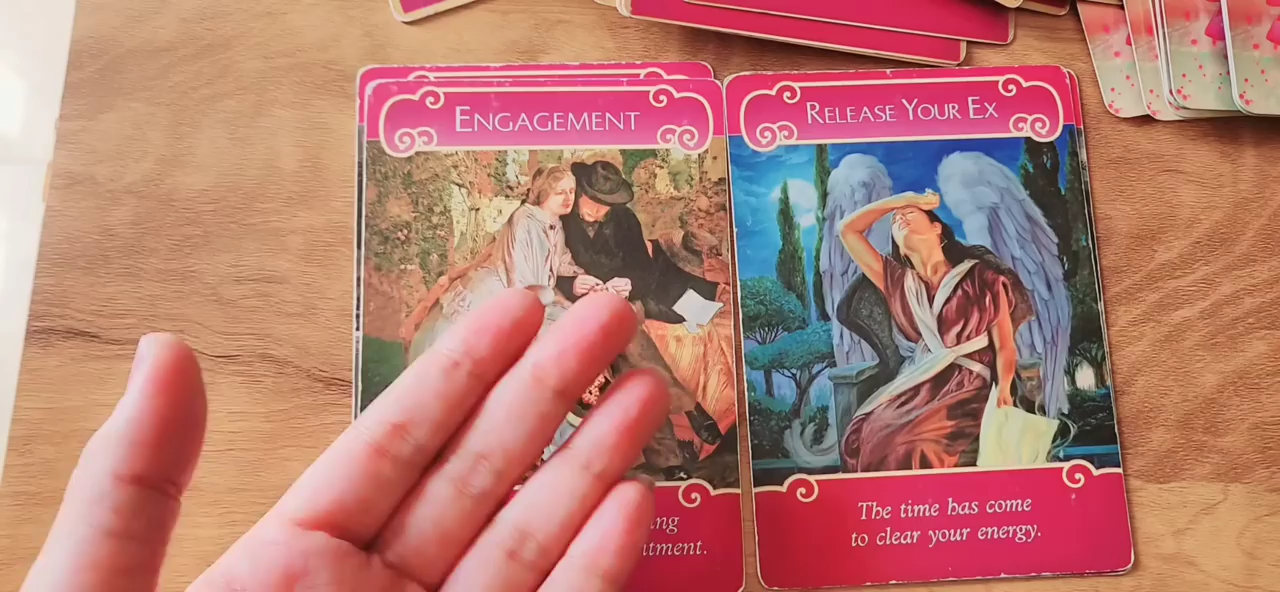 ENGAGEMENT
RELEASE YOUR EX
The time has come
to clear your energy.